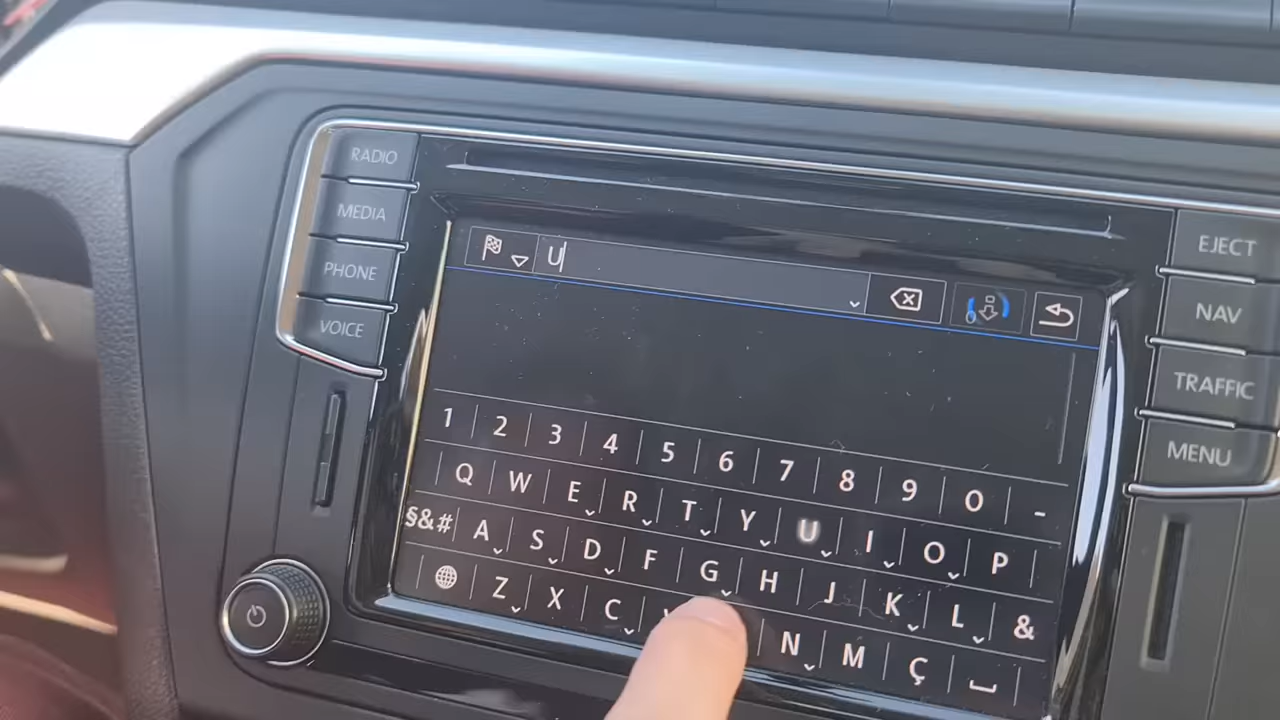 RADIO
MEDIA
PHONE
VOICE
U
EJECT
NAV
TRAFFIC
MENU
1 2 3 4 5 6 7 8 9 0 -
Q W E R T Y U I O P
§&# A S D F G H J K L &
Z X C N M Ç